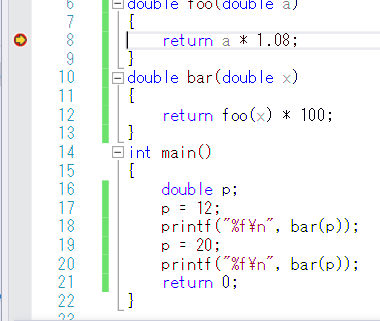 6 double foo(double a)
7 {
8 return a * 1.08;
9 }
10 double bar(double x)
11 {
12 return foo(x) * 100;
13 }
14 int main()
15 {
16 double p;
17 p = 12;
18 printf("%f¥n", bar(p));
19 p = 20;
20 printf("%f¥n", bar(p));
21 return 0;
22 }
23